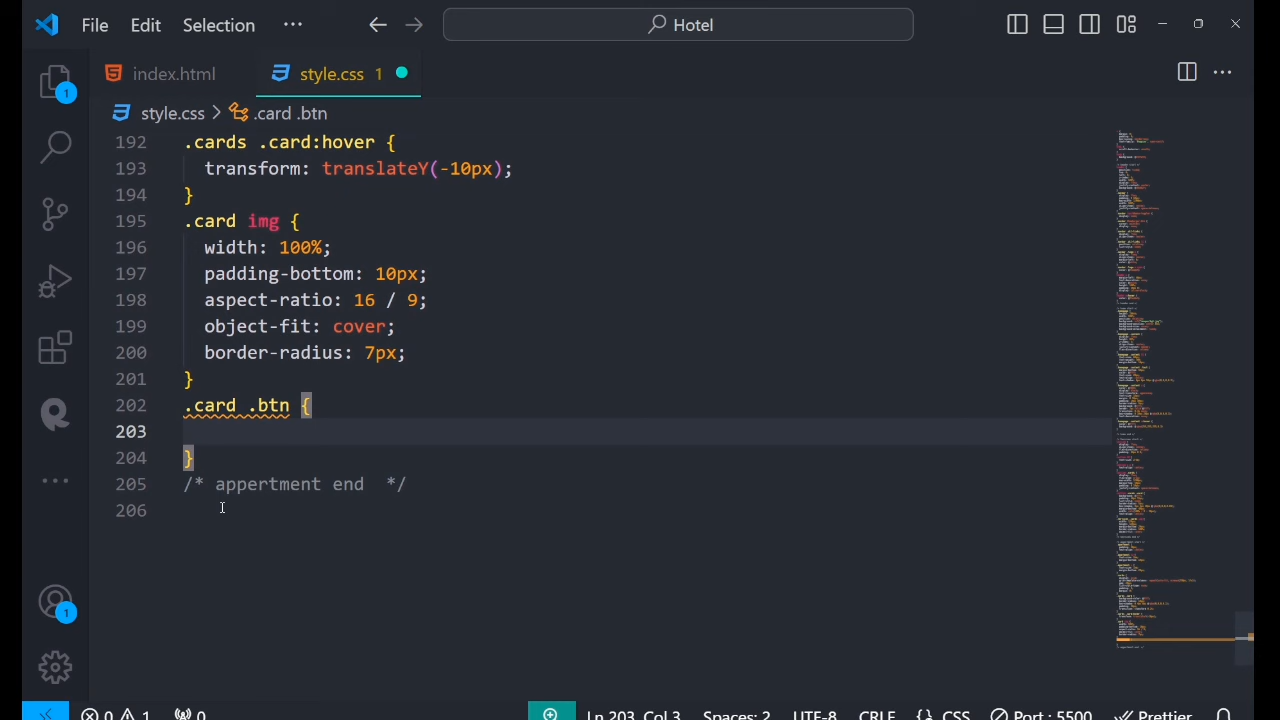 File Edit Selection ··· Hotel
index.html style.css 1
style.css > .card .btn
192 .cards .card:hover {
193 transform: translateY(-10px);
194 }
195 .card img {
196 width: 100%;
197 padding-bottom: 10px;
198 aspect-ratio: 16 / 9;
199 object-fit: cover;
200 border-radius: 7px;
201 }
202 .card .btn {
203
204 }
205 /* appertment end  */
206
1
1
0 1 0 Ln 203, Col 3 Spaces: 2 UTF-8 CRLF {} CSS Port : 5500 Prettier